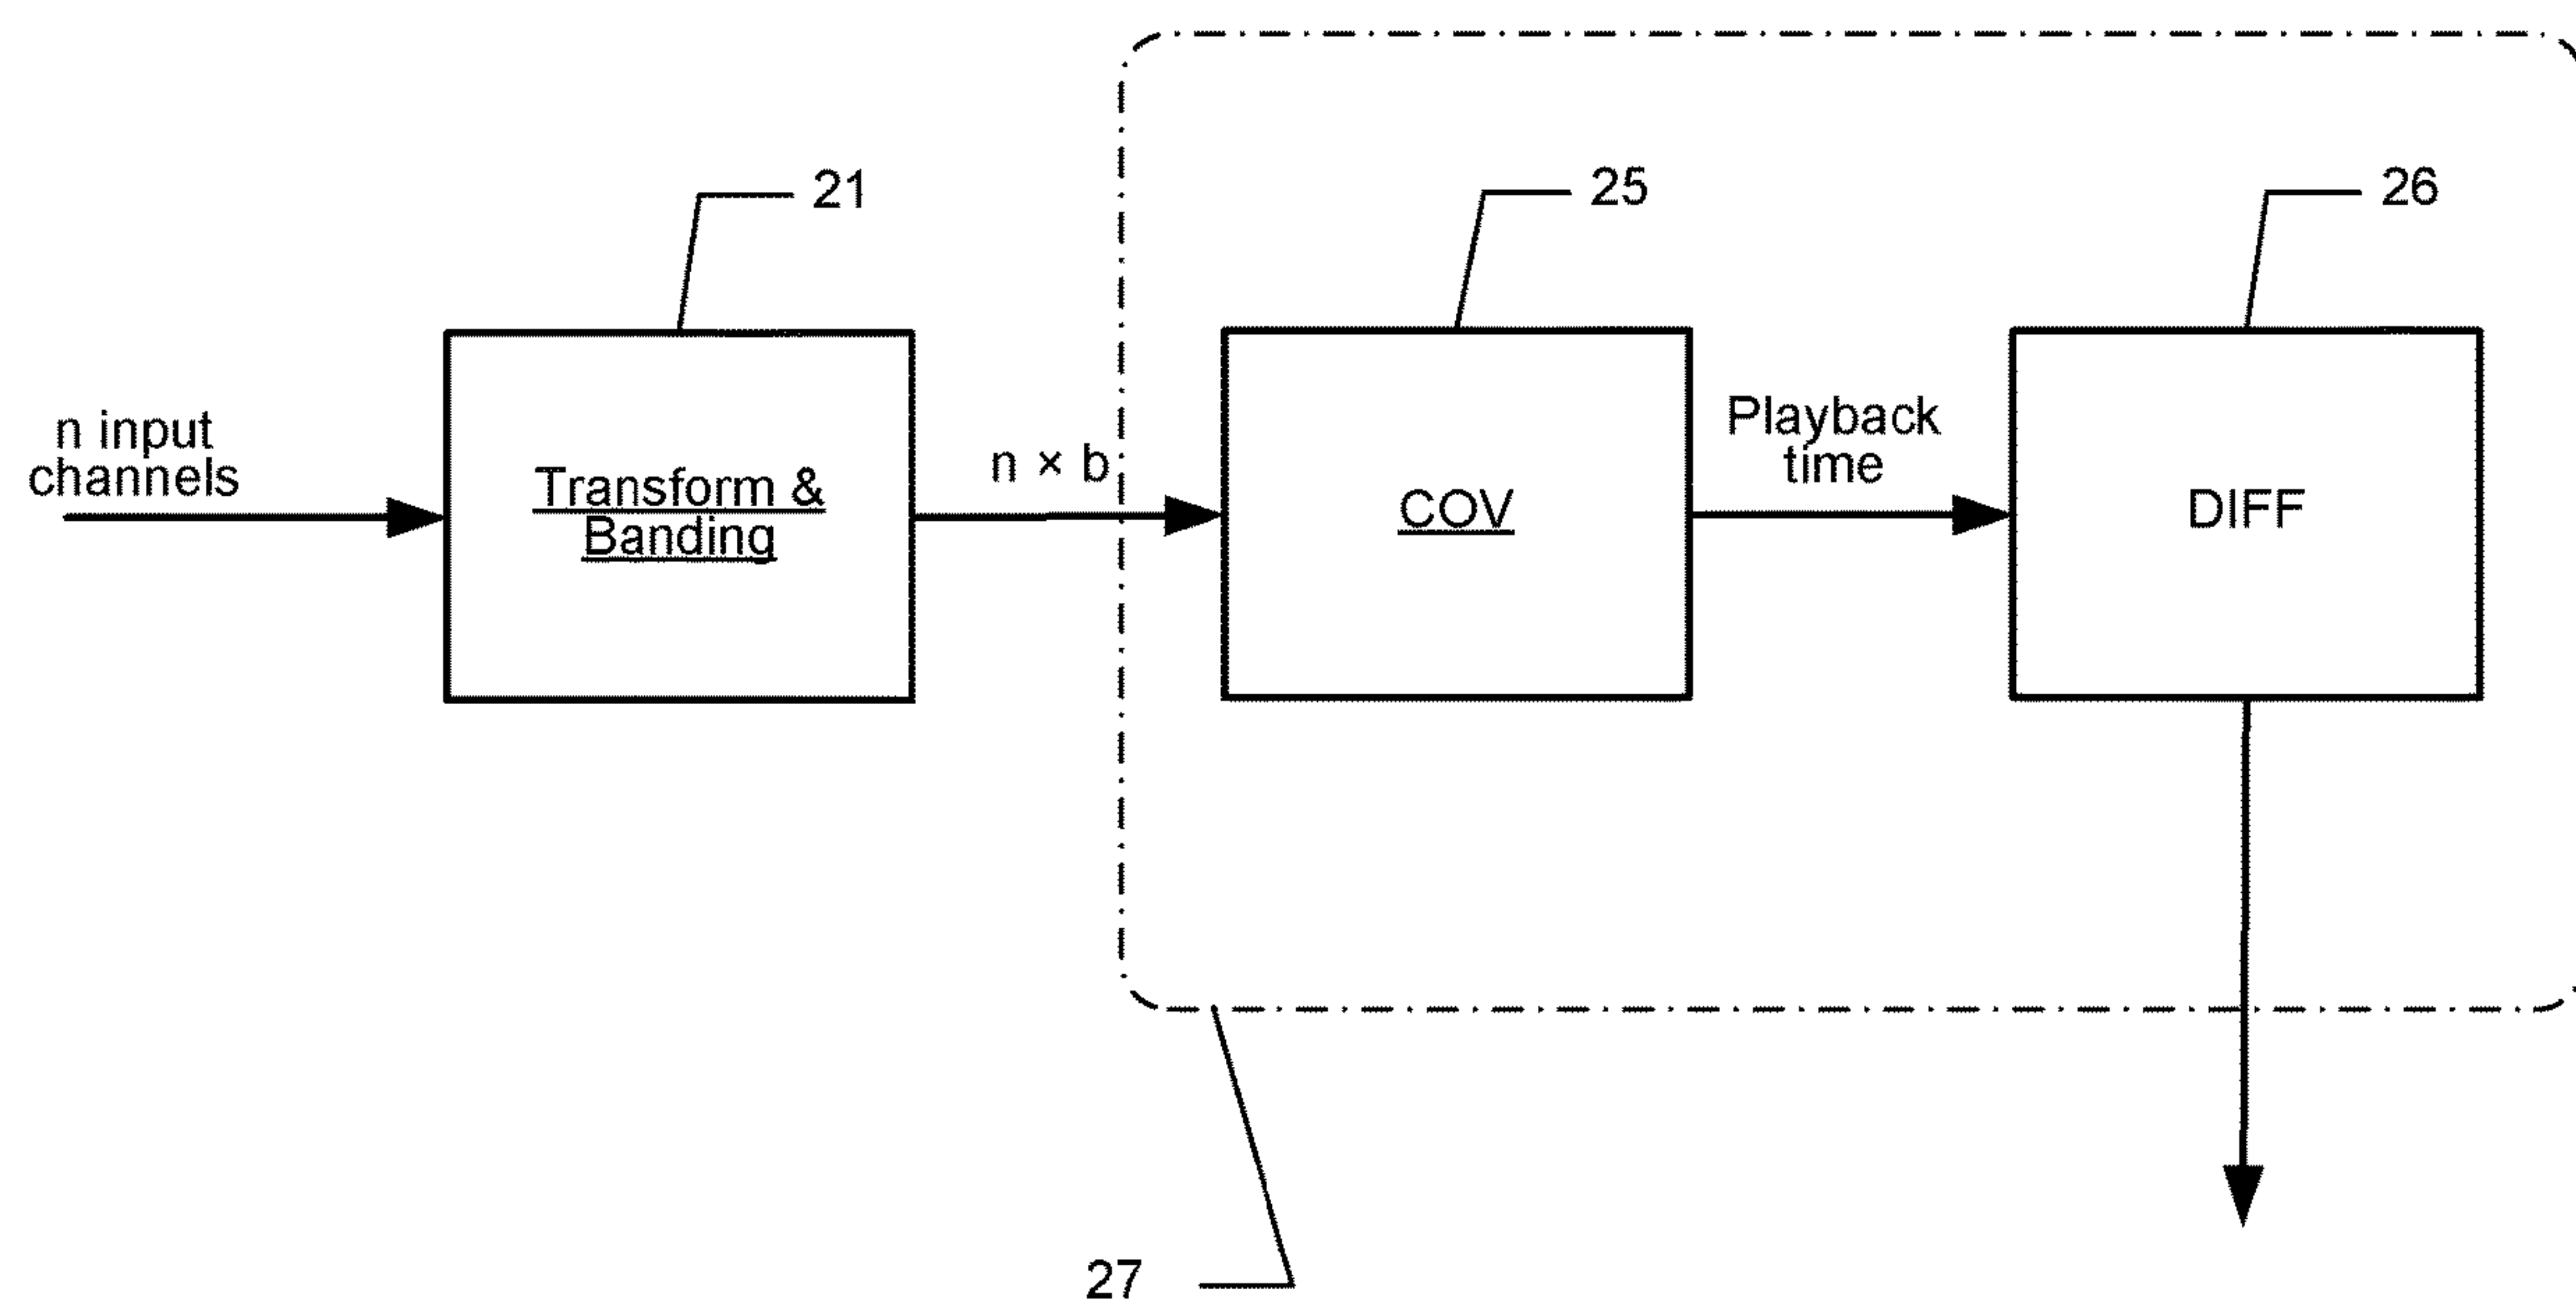 21
25
26
n input
channels
Transform &
Banding
n × b
COV
Playback
time
DIFF
27